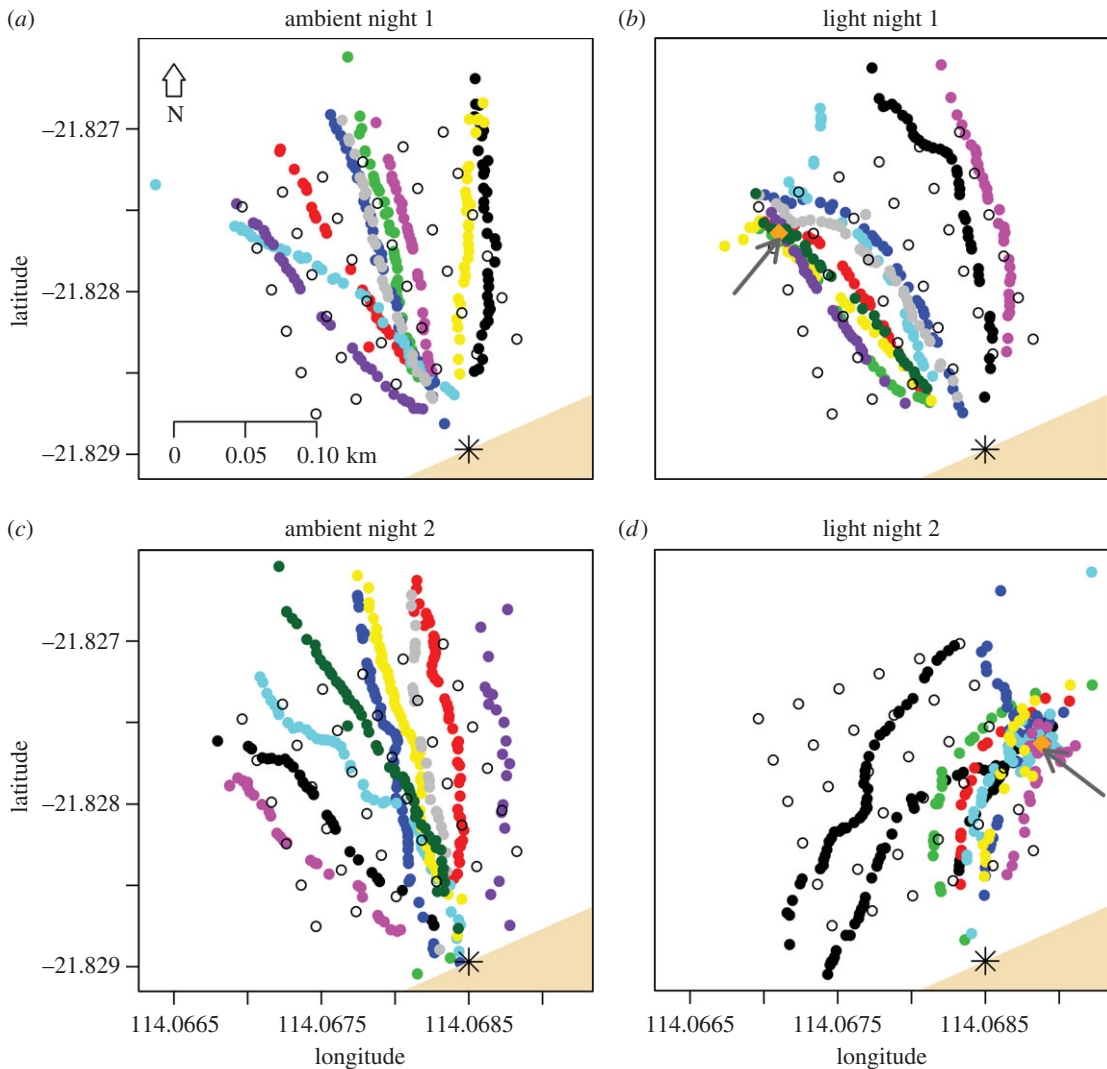 (a) ambient night 1
(b) light night 1
N
−21.827
−21.828
−21.829
latitude
0 0.05 0.10 km
(c) ambient night 2
(d) light night 2
−21.827
−21.828
−21.829
latitude
114.0665 114.0675 114.0685
longitude
114.0665 114.0675 114.0685
longitude